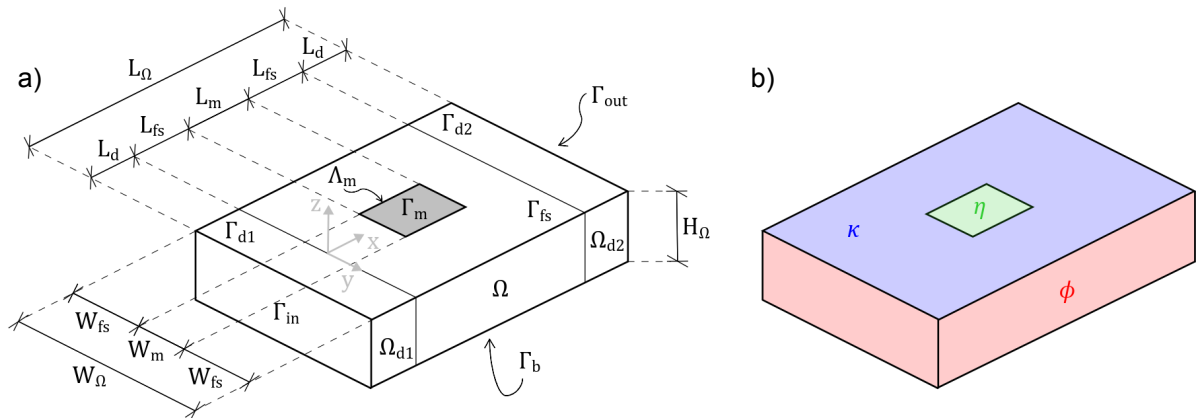 a)
b)
L_Ω
L_d
L_fs
L_m
L_fs
L_d
Γ_out
Γ_d2
Λ_m
Γ_m
Γ_fs
H_Ω
z
x
y
Γ_d1
Ω_d2
Γ_in
Ω
Ω_d1
Γ_b
W_fs
W_m
W_fs
W_Ω
η
κ
ϕ